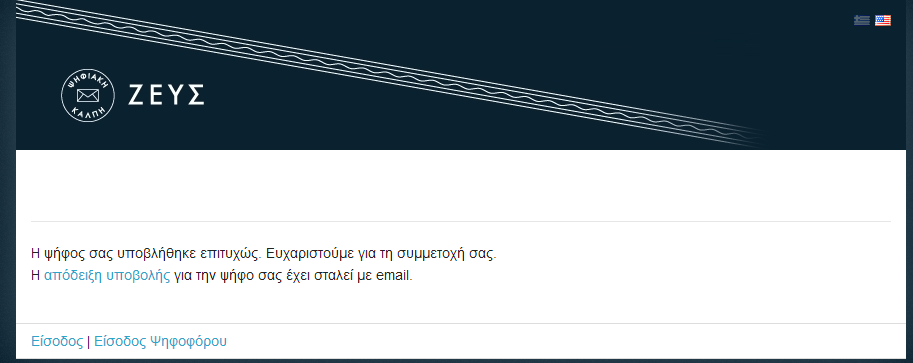 ΨΗΦΙΑΚΗ
ΚΑΛΠΗ
ΖΕΥΣ
Η ψήφος σας υποβλήθηκε επιτυχώς. Ευχαριστούμε για τη συμμετοχή σας.
Η απόδειξη υποβολής για την ψήφο σας έχει σταλεί με email.
Είσοδος | Είσοδος Ψηφοφόρου